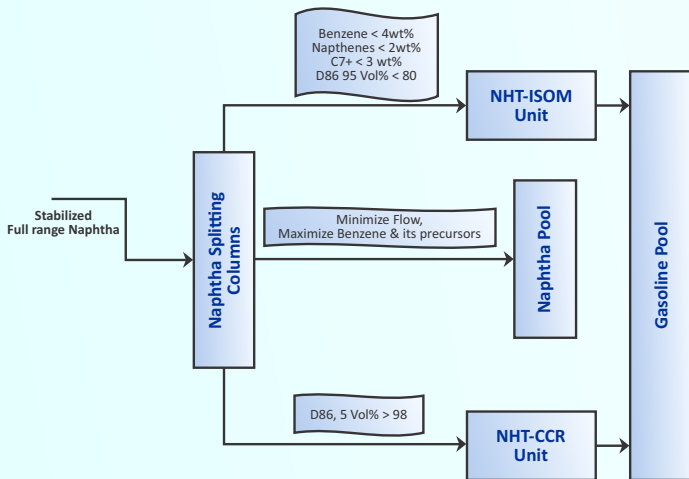 Benzene < 4wt%
Napthenes < 2wt%
C7+ < 3 wt%
D86 95 Vol% < 80
NHT-ISOM
Unit
Stabilized
Full range Naphtha
Naphtha Splitting
Columns
Minimize Flow,
Maximize Benzene & its precursors
Naphtha Pool
Gasoline Pool
D86, 5 Vol% > 98
NHT-CCR
Unit